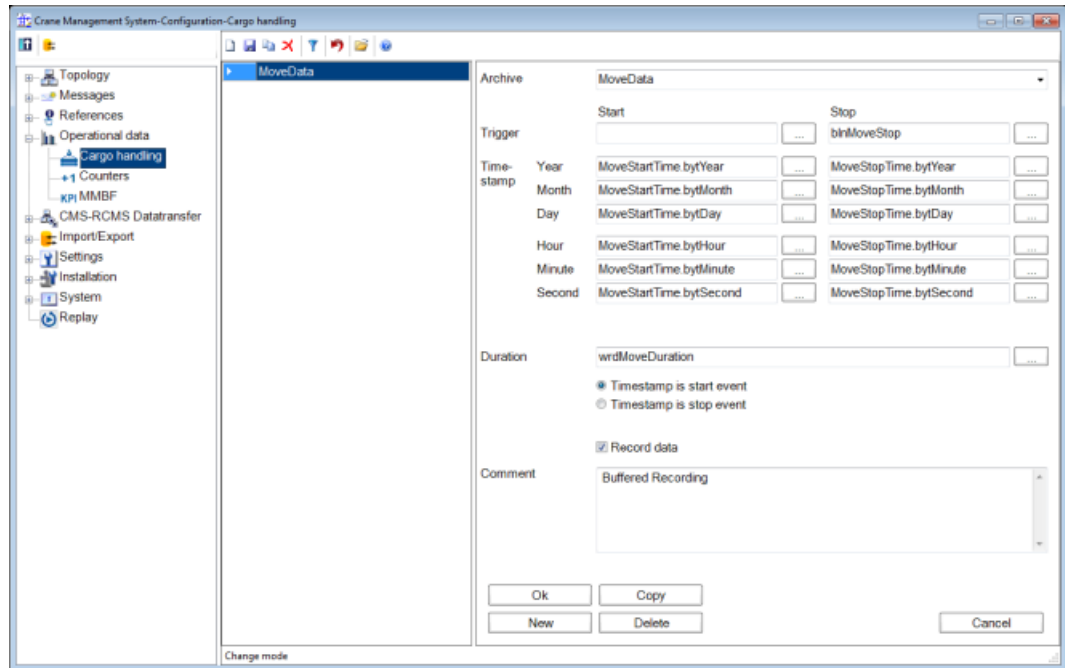 Crane Management System-Configuration-Cargo handling
Topology
Messages
References
Operational data
Cargo handling
+1 Counters
KPI MMBF
CMS-RCMS Datatransfer
Import/Export
Settings
Installation
System
Replay
MoveData
Archive MoveData
Start Stop
Trigger ... blnMoveStop ...
Time-stamp Year MoveStartTime.bytYear ... MoveStopTime.bytYear ...
Month MoveStartTime.bytMonth ... MoveStopTime.bytMonth ...
Day MoveStartTime.bytDay ... MoveStopTime.bytDay ...
Hour MoveStartTime.bytHour ... MoveStopTime.bytHour ...
Minute MoveStartTime.bytMinute ... MoveStopTime.bytMinute ...
Second MoveStartTime.bytSecond ... MoveStopTime.bytSecond ...
Duration wrdMoveDuration ...
Timestamp is start event
Timestamp is stop event
Record data
Comment Buffered Recording
Ok Copy
New Delete Cancel
Change mode